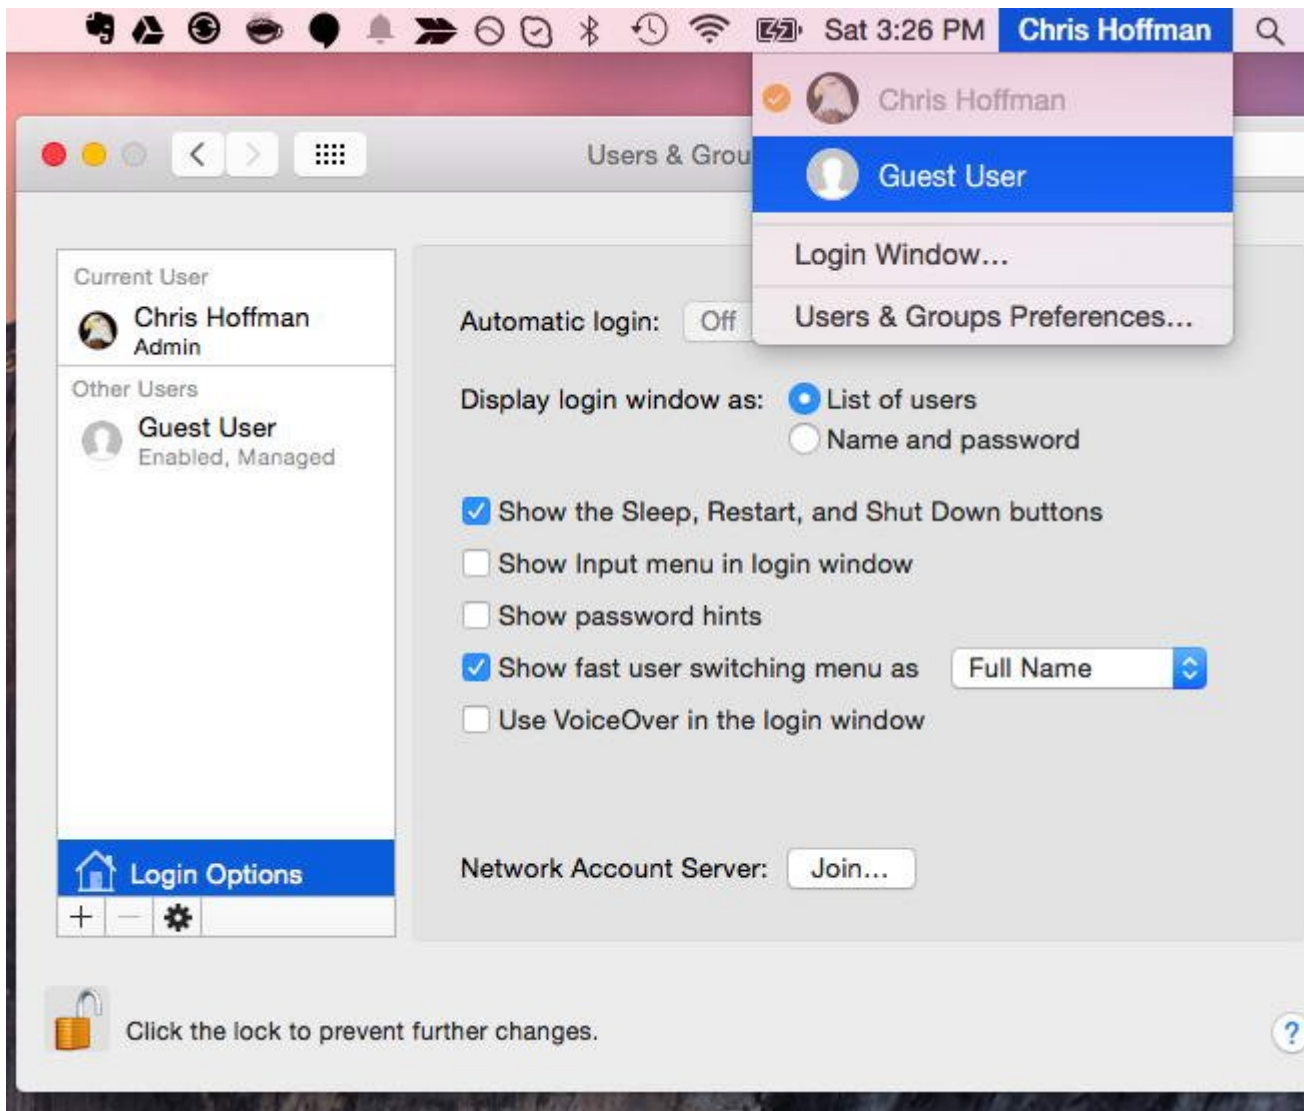 Sat 3:26 PM Chris Hoffman
Chris Hoffman
Guest User
Login Window...
Users & Groups Preferences...
Users & Grou
Current User
Chris Hoffman
Admin
Other Users
Guest User
Enabled, Managed
Login Options
Automatic login: Off
Display login window as: List of users
Name and password
Show the Sleep, Restart, and Shut Down buttons
Show Input menu in login window
Show password hints
Show fast user switching menu as Full Name
Use VoiceOver in the login window
Network Account Server: Join...
Click the lock to prevent further changes.
?